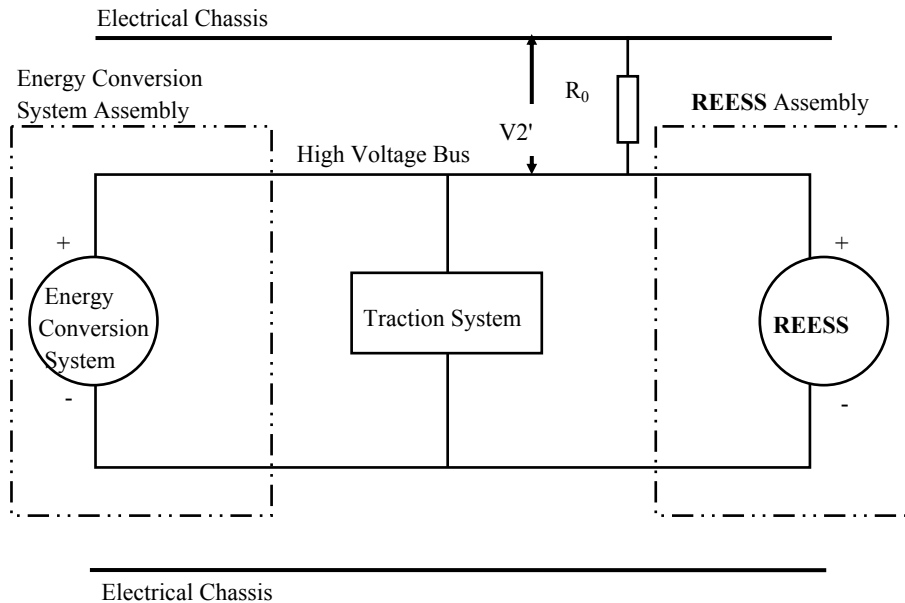 Electrical Chassis
Energy Conversion
System Assembly
R0
REESS Assembly
V2'
High Voltage Bus
+
+
Energy
Conversion
System
Traction System
REESS
-
-
Electrical Chassis